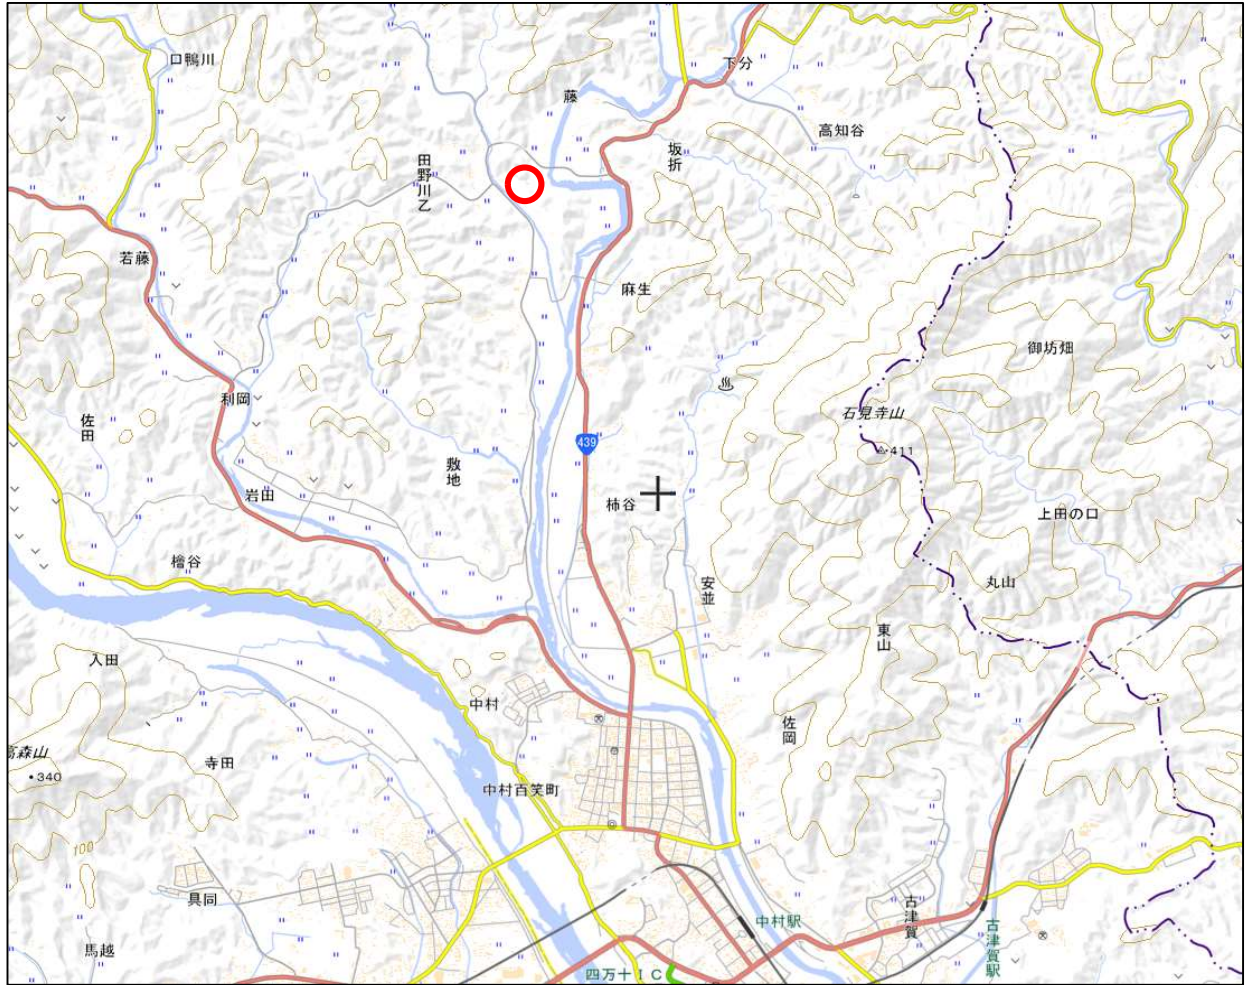 口鴨川
下分
藤
高知谷
坂折
田野川乙
若藤
麻生
御坊畑
利岡
石見寺山
佐田
439
411
敷地
岩田
柿谷
上田の口
檜谷
安並
丸山
東山
入田
中村
佐岡
高森山
寺田
340
中村百笑町
100
具同
古津賀
中村駅
古津賀駅
馬越
四万十IC